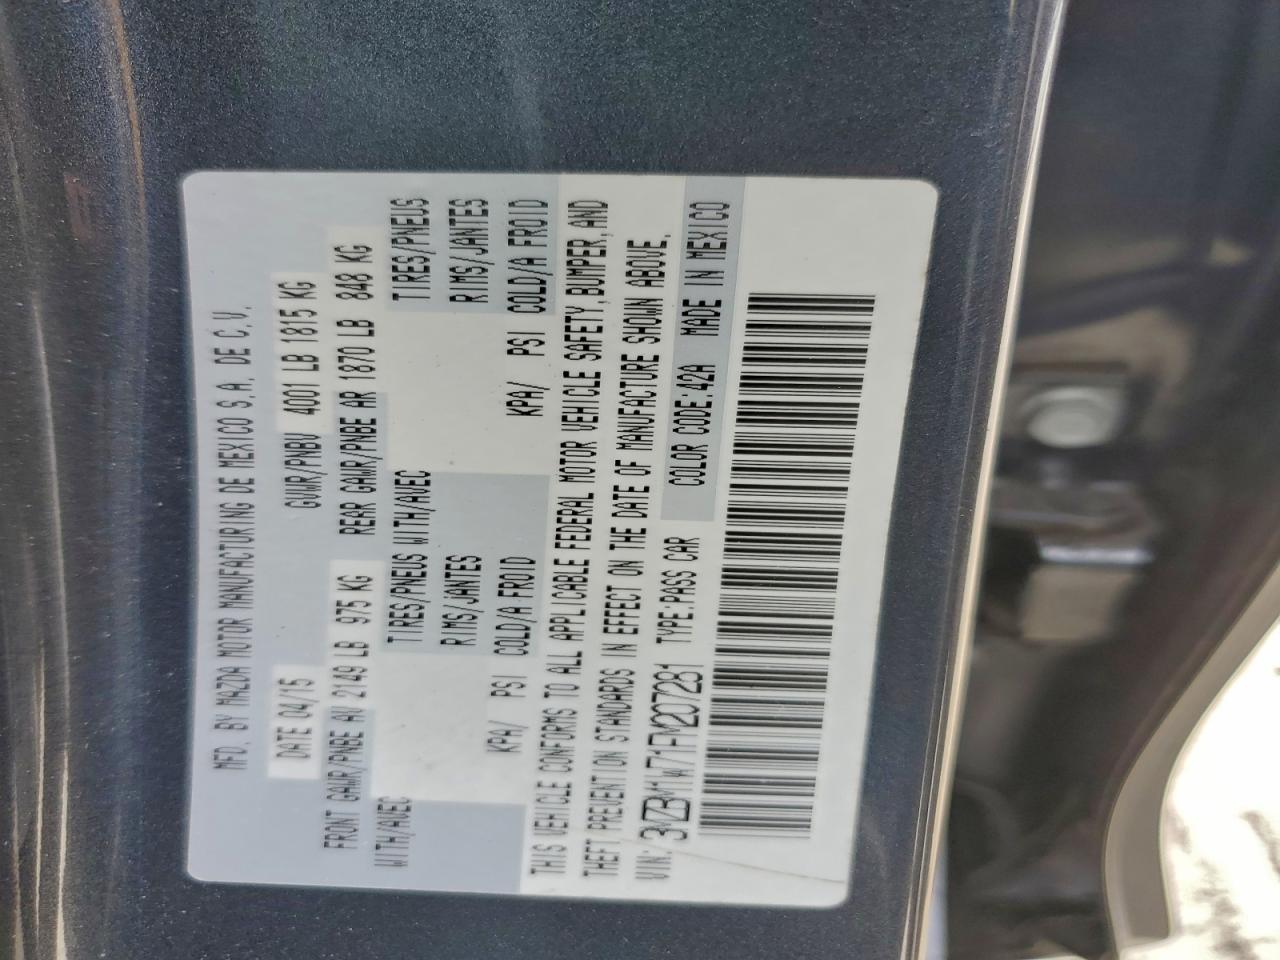 MFD. BY MAZDA MOTOR MANUFACTURING DE MEXICO S.A. DE C.V.
DATE 04/15 GVWR/PNBV 4001 LB 1815 KG
FRONT GAWR/PNBE AV 2149 LB 975 KG REAR GAWR/PNBE AR 1870 LB 848 KG
WITH/AVEC TIRES/PNEUS WITH/AVEC TIRES/PNEUS
RIMS/JANTES RIMS/JANTES
KPA/ PSI COLD/A FROID KPA/ PSI COLD/A FROID
THIS VEHICLE CONFORMS TO ALL APPLICABLE FEDERAL MOTOR VEHICLE SAFETY, BUMPER, AND
THEFT PREVENTION STANDARDS IN EFFECT ON THE DATE OF MANUFACTURE SHOWN ABOVE.
VIN: 3MZBM1W71FM207281 TYPE: PASS CAR COLOR CODE: 42A MADE IN MEXICO